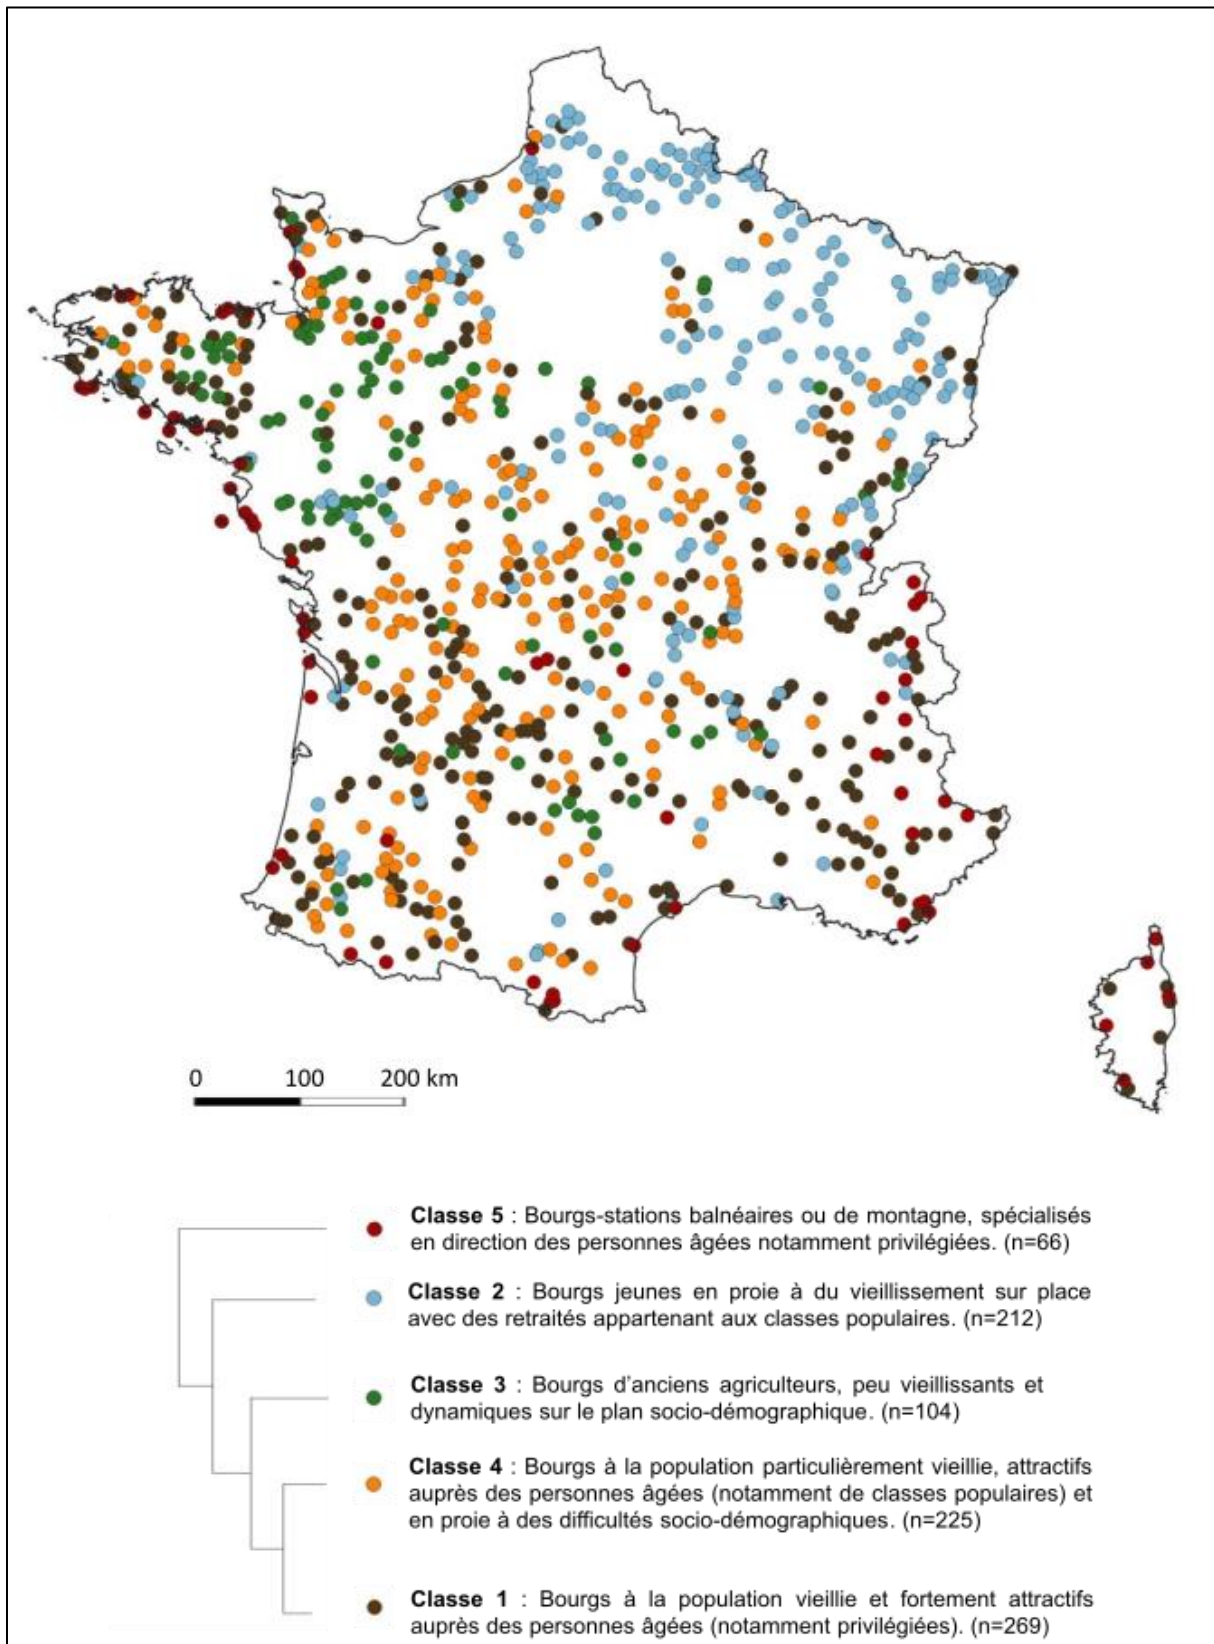 0 100 200 km
Classe 5 : Bourgs-stations balnéaires ou de montagne, spécialisés
en direction des personnes âgées notamment privilégiées. (n=66)
Classe 2 : Bourgs jeunes en proie à du vieillissement sur place
avec des retraités appartenant aux classes populaires. (n=212)
Classe 3 : Bourgs d'anciens agriculteurs, peu vieillissants et
dynamiques sur le plan socio-démographique. (n=104)
Classe 4 : Bourgs à la population particulièrement vieillie, attractifs
auprès des personnes âgées (notamment de classes populaires) et
en proie à des difficultés socio-démographiques. (n=225)
Classe 1 : Bourgs à la population vieillie et fortement attractifs
auprès des personnes âgées (notamment privilégiées). (n=269)